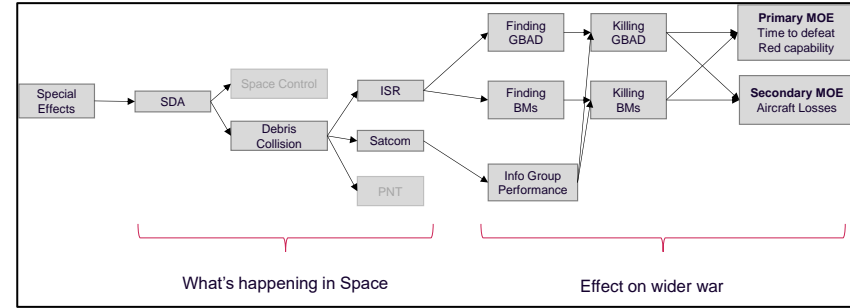 Special
Effects
SDA
Space Control
Debris
Collision
ISR
Satcom
PNT
Finding
GBAD
Finding
BMs
Info Group
Performance
Killing
GBAD
Killing
BMs
Primary MOE
Time to defeat
Red capability
Secondary MOE
Aircraft Losses
What's happening in Space
Effect on wider war